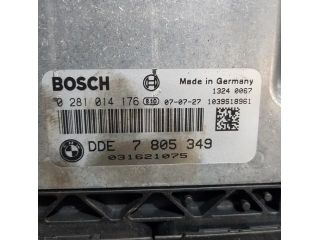 BOSCH Made in Germany
1324 0067
0 281 014 176 E10 07-07-27 1039S18961
DDE 7 805 349
031621075